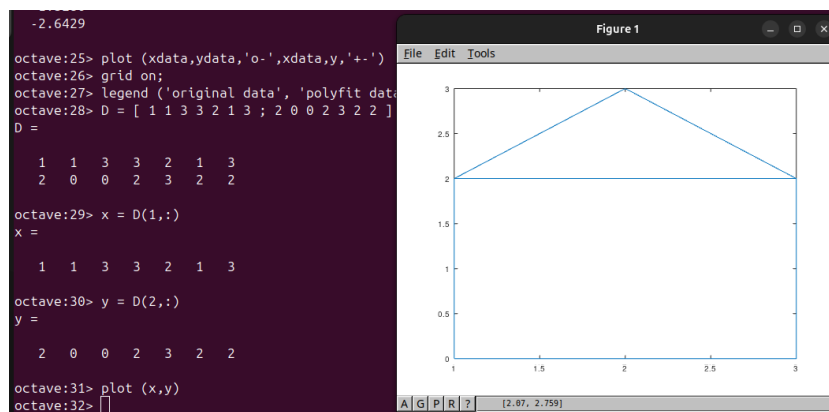 -2.6429
octave:25> plot (xdata,ydata,'o-',xdata,y,'+-')
octave:26> grid on;
octave:27> legend ('original data', 'polyfit data
octave:28> D = [ 1 1 3 3 2 1 3 ; 2 0 0 2 3 2 2 ]
D =
1 1 3 3 2 1 3
2 0 0 2 3 2 2
octave:29> x = D(1,:)
x =
1 1 3 3 2 1 3
octave:30> y = D(2,:)
y =
2 0 0 2 3 2 2
octave:31> plot (x,y)
octave:32>
Figure 1
File Edit Tools
3
2.5
2
1.5
1
0.5
0
1 1.5 2 2.5 3
A G P R ? [2.07, 2.759]